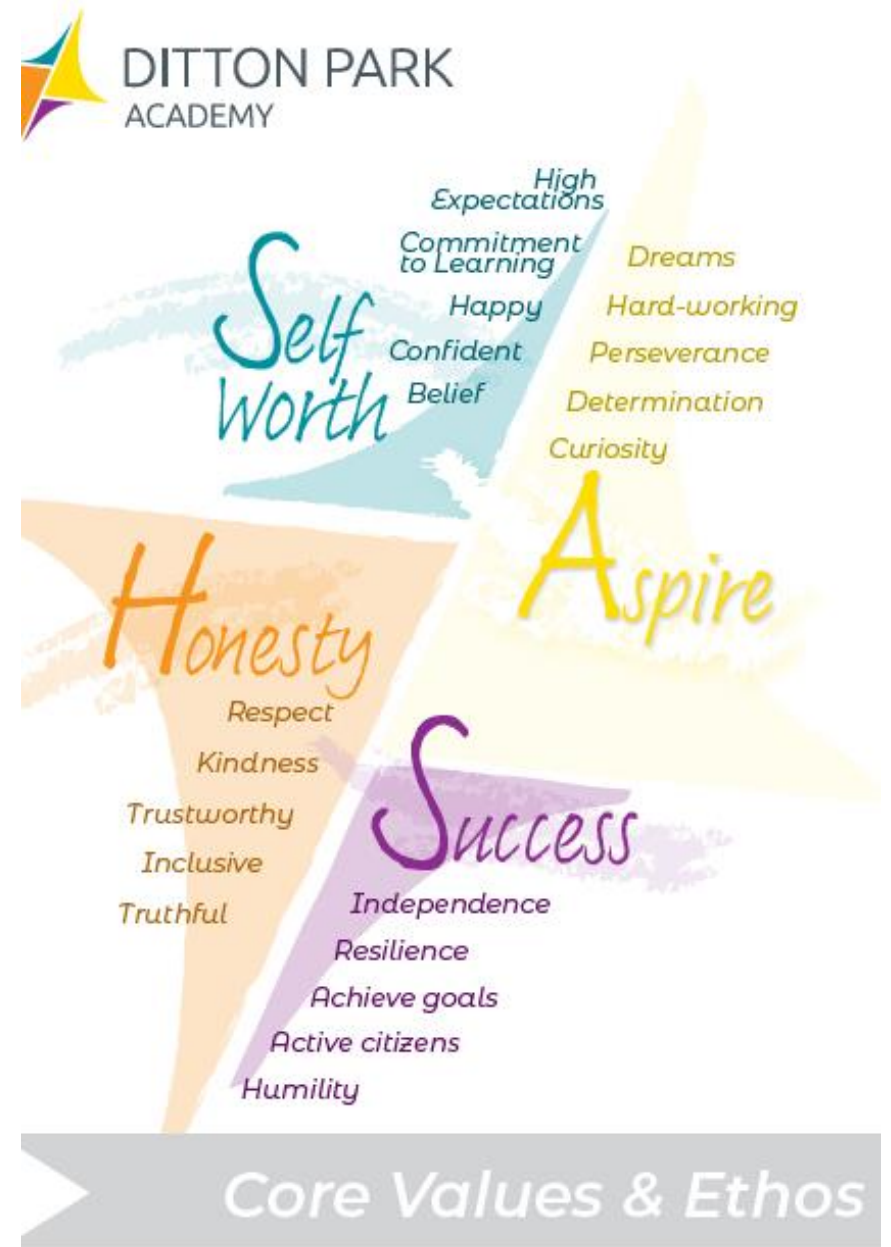 DITTON PARK
ACADEMY
High
Expectations
Commitment
to Learning
Happy
Confident
Belief
Self
Worth
Dreams
Hard-working
Perseverance
Determination
Curiosity
Aspire
Honesty
Respect
Kindness
Trustworthy
Inclusive
Truthful
Success
Independence
Resilience
Achieve goals
Active citizens
Humility
Core Values & Ethos